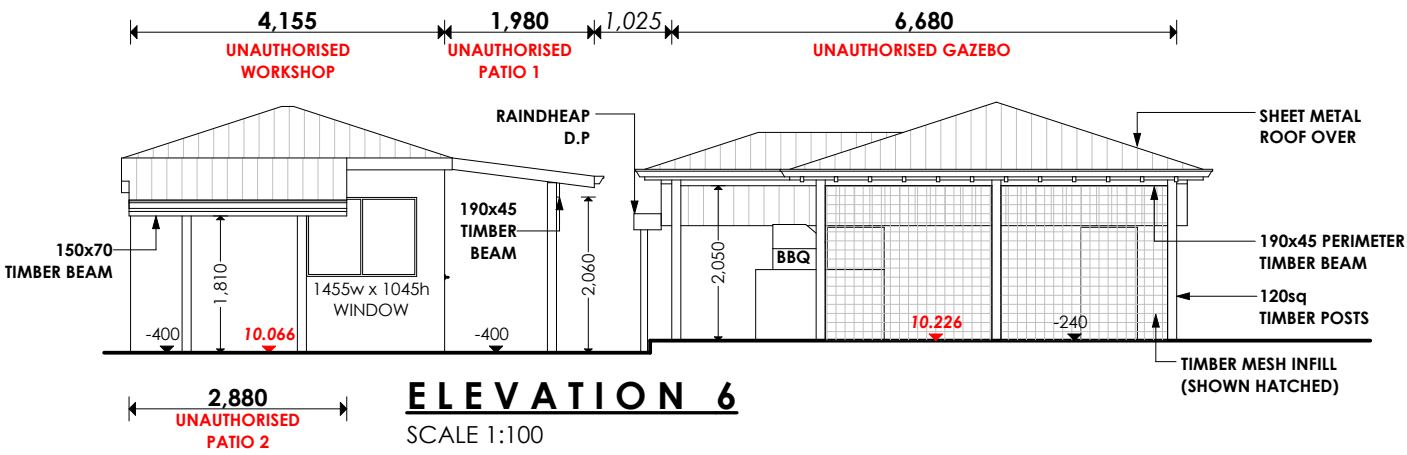 4,155
1,980
1,025
6,680
UNAUTHORISED
WORKSHOP
UNAUTHORISED
PATIO 1
UNAUTHORISED GAZEBO
RAINDHEAP
D.P
SHEET METAL
ROOF OVER
150x70
TIMBER BEAM
1,810
1455w x 1045h
WINDOW
190x45
TIMBER
BEAM
2,060
2,050
BBQ
190x45 PERIMETER
TIMBER BEAM
120sq
TIMBER POSTS
-400
10.066
-400
10.226
-240
TIMBER MESH INFILL
(SHOWN HATCHED)
2,880
UNAUTHORISED
PATIO 2
ELEVATION 6
SCALE 1:100